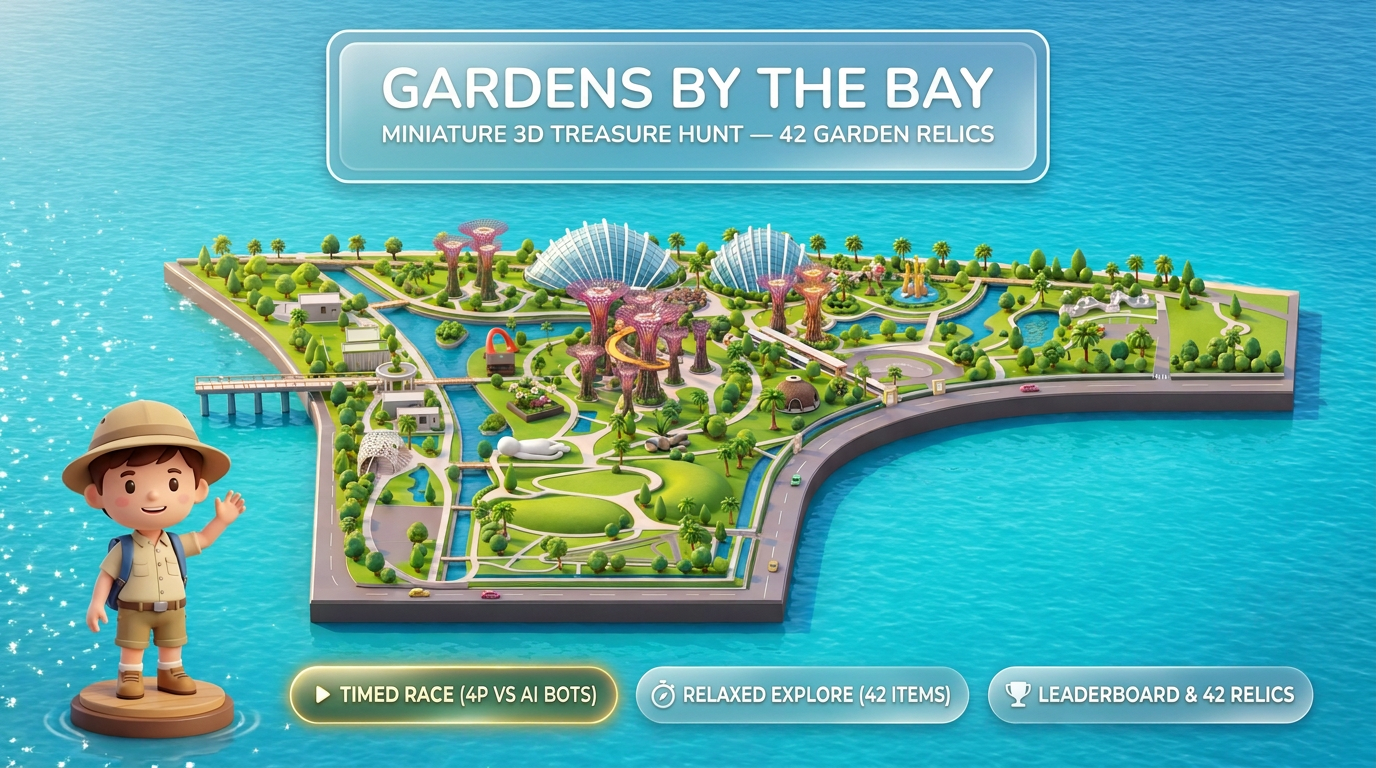 GARDENS BY THE BAY
MINIATURE 3D TREASURE HUNT — 42 GARDEN RELICS
TIMED RACE (4P VS AI BOTS)
RELAXED EXPLORE (42 ITEMS)
LEADERBOARD & 42 RELICS